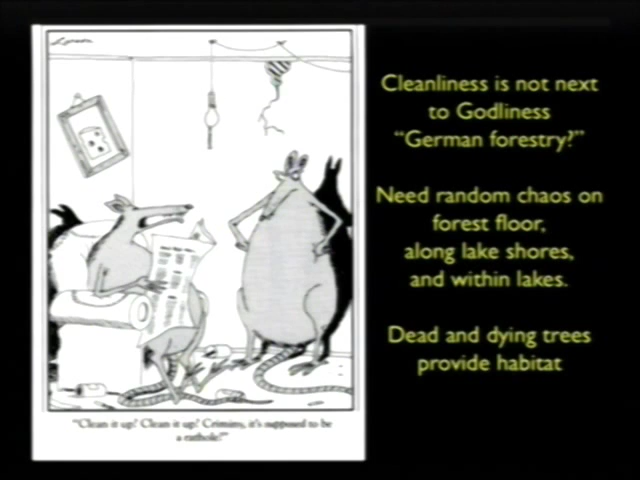 Larson
"Clean it up? Clean it up? Criminy, it's supposed to be
a rathole!"
Cleanliness is not next
to Godliness
"German forestry?"
Need random chaos on
forest floor,
along lake shores,
and within lakes.
Dead and dying trees
provide habitat